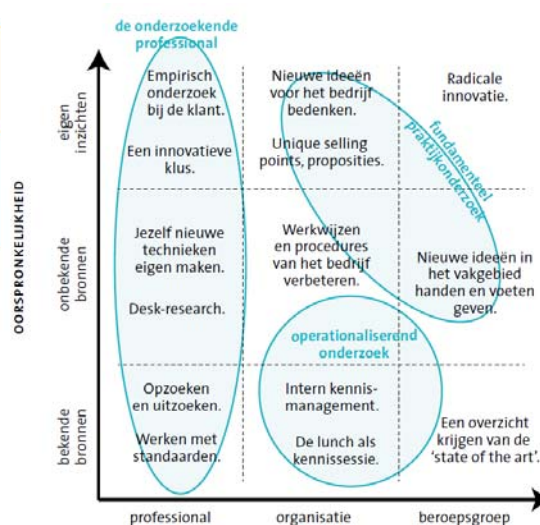 de onderzoekende
professional
OORSPRONKELIJKHEID
eigen
inzichten
Empirisch
onderzoek
bij de klant.
Een innovatieve
klus.
Nieuwe ideeën
voor het bedrijf
bedenken.
Unique selling
points, proposities.
Radicale
innovatie.
fundamenteel
praktijkonderzoek
onbekende
bronnen
Jezelf nieuwe
technieken
eigen maken.
Desk-research.
Werkwijzen
en procedures
van het bedrijf
verbeteren.
Nieuwe ideeën in
het vakgebied
handen en voeten
geven.
operationaliserend
onderzoek
bekende
bronnen
Opzoeken
en uitzoeken.
Werken met
standaarden.
Intern kennis-
management.
De lunch als
kennissessie.
Een overzicht
krijgen van de
‘state of the art’.
professional
organisatie
beroepsgroep